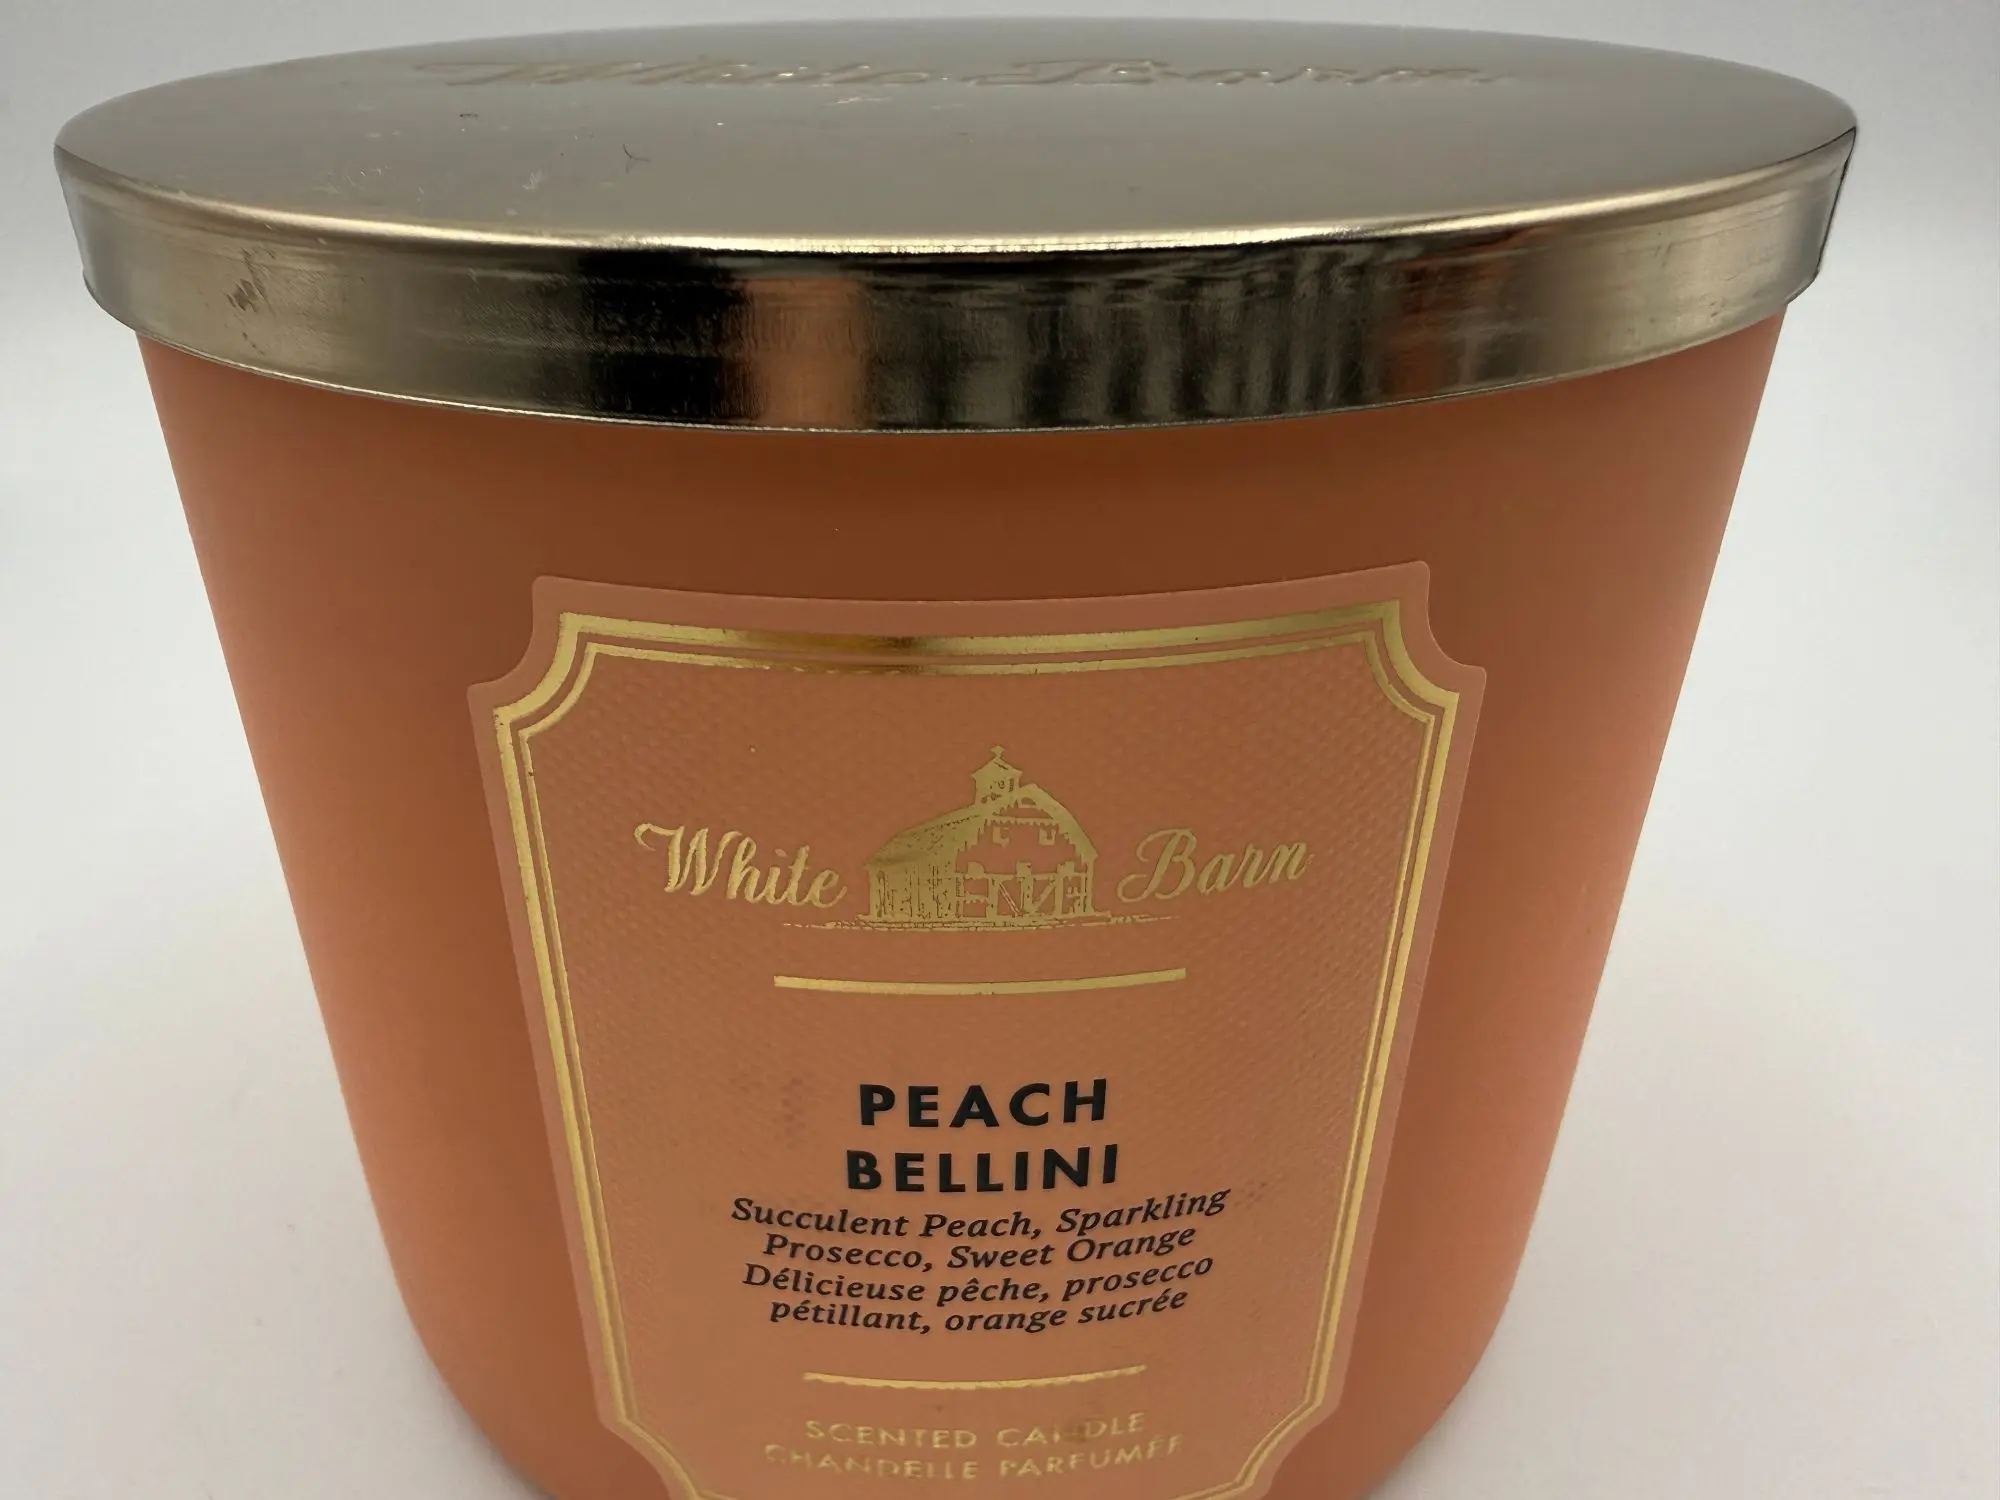 White Barn
White Barn
PEACH
BELLINI
Succulent Peach, Sparkling
Prosecco, Sweet Orange
Délicieuse pêche, prosecco
pétillant, orange sucrée
SCENTED CANDLE
CHANDELLE PARFUMÉE